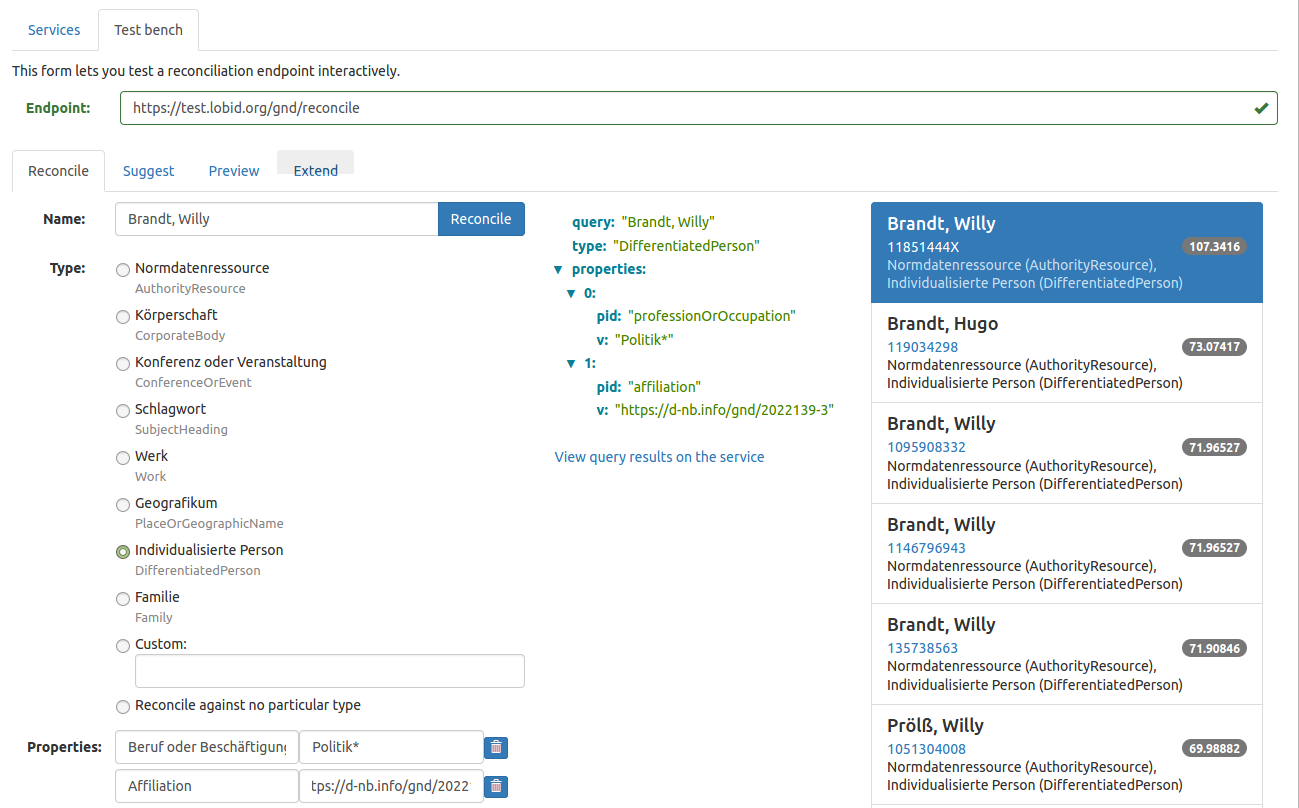 Services
Test bench
This form lets you test a reconciliation endpoint interactively.
Endpoint:
https://test.lobid.org/gnd/reconcile
Reconcile
Suggest
Preview
Extend
Name:
Brandt, Willy
Reconcile
Type:
Normdatenressource
AuthorityResource
Körperschaft
CorporateBody
Konferenz oder Veranstaltung
ConferenceOrEvent
Schlagwort
SubjectHeading
Werk
Work
Geografikum
PlaceOrGeographicName
Individualisierte Person
DifferentiatedPerson
Familie
Family
Custom:
Reconcile against no particular type
Properties:
Beruf oder Beschäftigung
Politik*
Affiliation
tps://d-nb.info/gnd/2022
query: "Brandt, Willy"
type: "DifferentiatedPerson"
▼ properties:
▼ 0:
pid: "professionOrOccupation"
v: "Politik*"
▼ 1:
pid: "affiliation"
v: "https://d-nb.info/gnd/2022139-3"
View query results on the service
Brandt, Willy
11851444X
107.3416
Normdatenressource (AuthorityResource),
Individualisierte Person (DifferentiatedPerson)
Brandt, Hugo
119034298
73.07417
Normdatenressource (AuthorityResource),
Individualisierte Person (DifferentiatedPerson)
Brandt, Willy
1095908332
71.96527
Normdatenressource (AuthorityResource),
Individualisierte Person (DifferentiatedPerson)
Brandt, Willy
1146796943
71.96527
Normdatenressource (AuthorityResource),
Individualisierte Person (DifferentiatedPerson)
Brandt, Willy
135738563
71.90846
Normdatenressource (AuthorityResource),
Individualisierte Person (DifferentiatedPerson)
Prölß, Willy
1051304008
69.98882
Normdatenressource (AuthorityResource),
Individualisierte Person (DifferentiatedPerson)